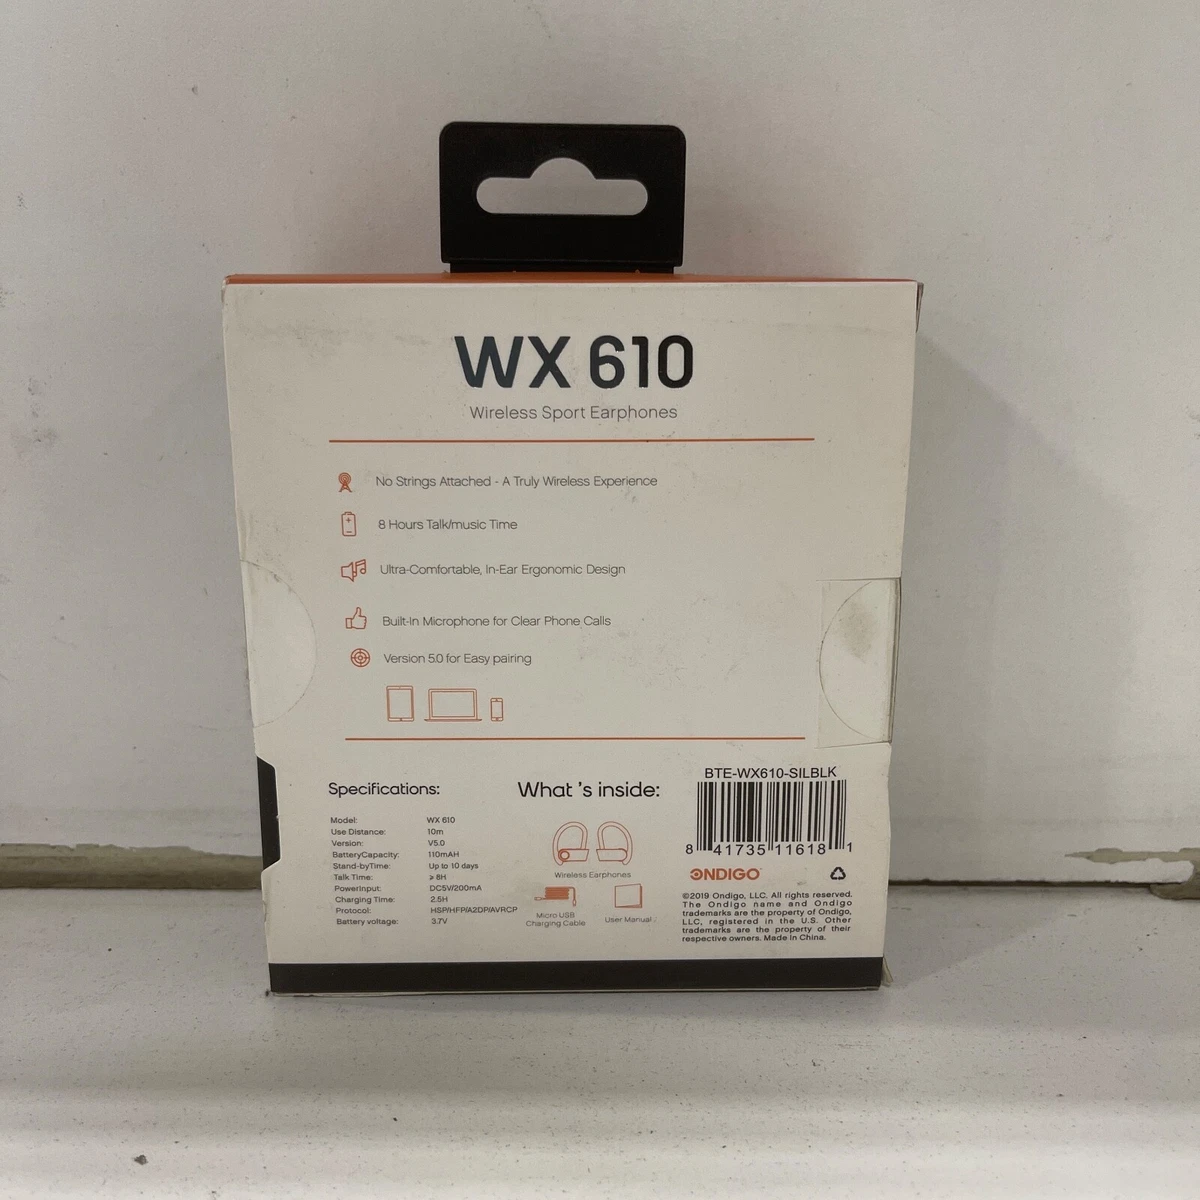 WX 610
Wireless Sport Earphones
No Strings Attached - A Truly Wireless Experience
8 Hours Talk/music Time
Ultra-Comfortable, In-Ear Ergonomic Design
Built-In Microphone for Clear Phone Calls
Version 5.0 for Easy pairing
Specifications:
Model: WX 610
Use Distance: 10m
Version: V5.0
BatteryCapacity: 110mAH
Stand-byTime: Up to 10 days
Talk Time: ≥ 8H
PowerInput: DC5V/200mA
Charging Time: 2.5H
Protocol: HSP/HFP/A2DP/AVRCP
Battery voltage: 3.7V
What 's inside:
Wireless Earphones
Micro USB
Charging Cable
User Manual
BTE-WX610-SILBLK
8 41735 11618 1
ONDIGO
©2019 Ondigo, LLC. All rights reserved.
The Ondigo name and Ondigo
trademarks are the property of Ondigo,
LLC, registered in the U.S. Other
trademarks are the property of their
respective owners. Made in China.